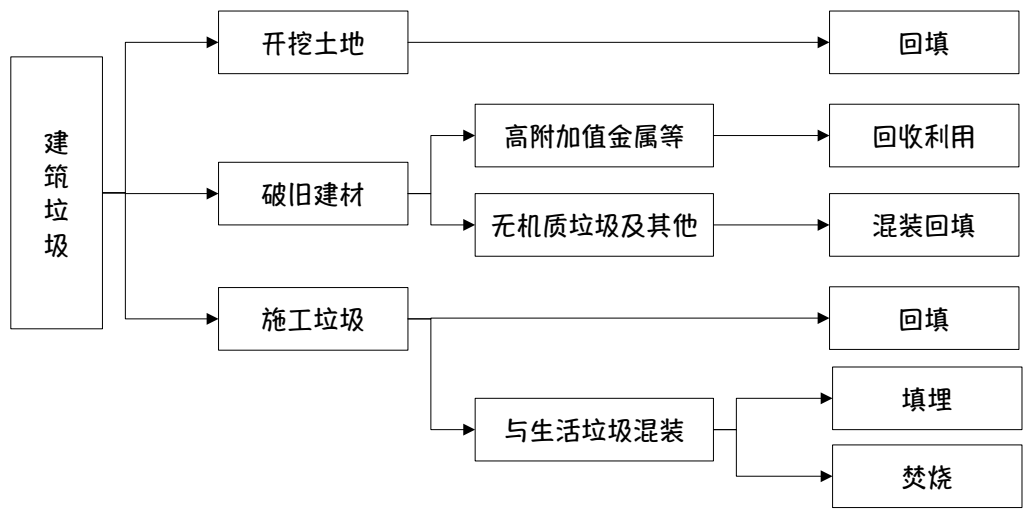 建筑垃圾
开挖土地
回填
破旧建材
高附加值金属等
回收利用
无机质垃圾及其他
混装回填
施工垃圾
回填
与生活垃圾混装
填埋
焚烧